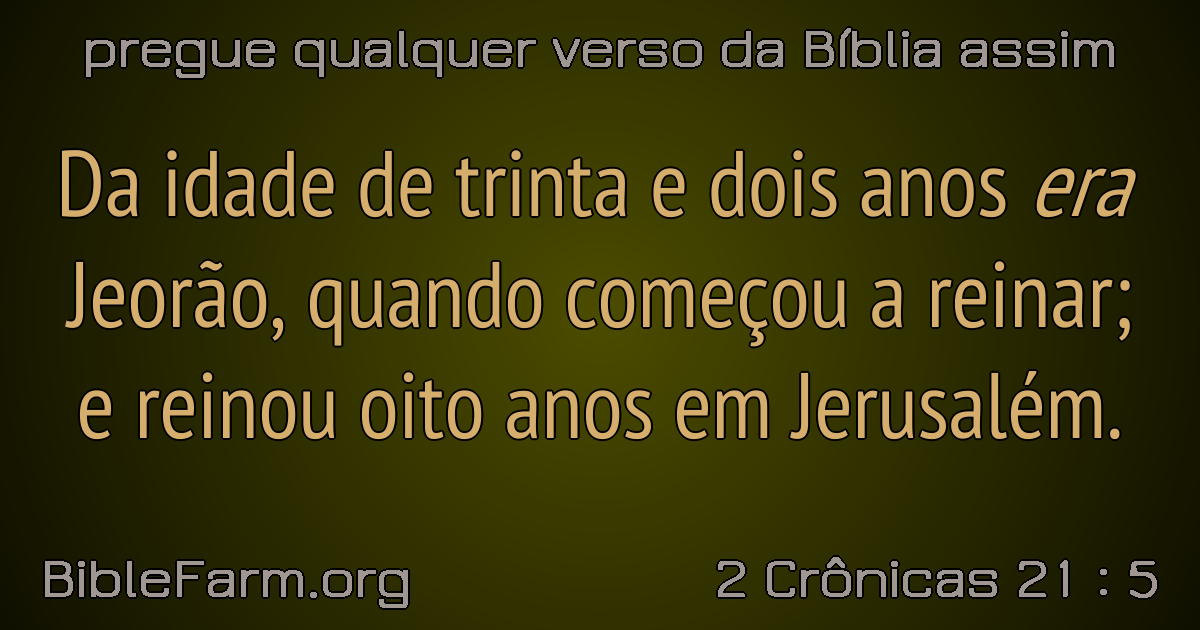 pregue qualquer verso da Bíblia assim
Da idade de trinta e dois anos era
Jeorão, quando começou a reinar;
e reinou oito anos em Jerusalém.
BibleFarm.org
2 Crônicas 21 : 5